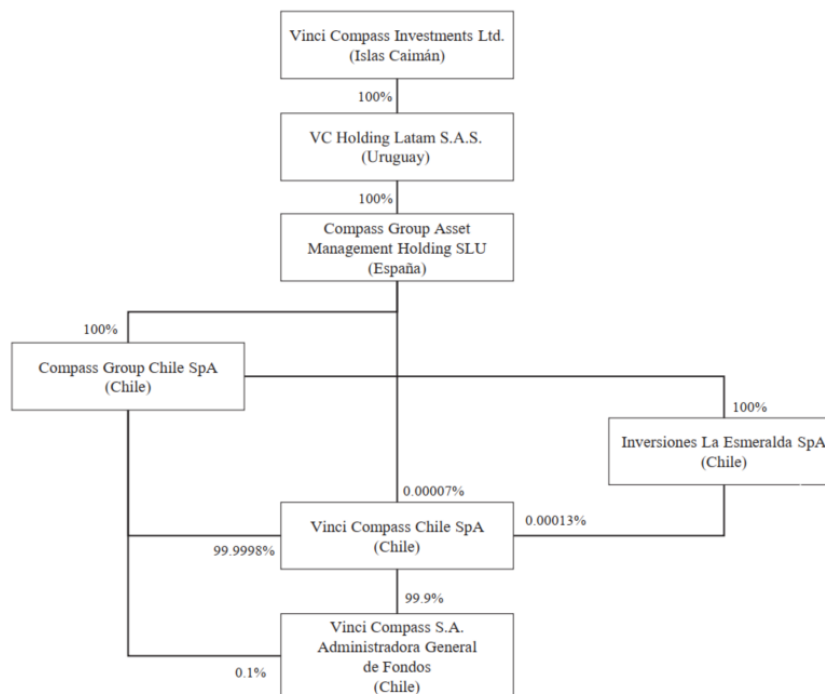 Vinci Compass Investments Ltd.
(Islas Caimán)
100%
VC Holding Latam S.A.S.
(Uruguay)
100%
Compass Group Asset
Management Holding SLU
(España)
100%
Compass Group Chile SpA
(Chile)
100%
Inversiones La Esmeralda SpA
(Chile)
0.00007%
Vinci Compass Chile SpA
(Chile)
0.00013%
99.9998%
99.9%
Vinci Compass S.A.
Administradora General
de Fondos
(Chile)
0.1%